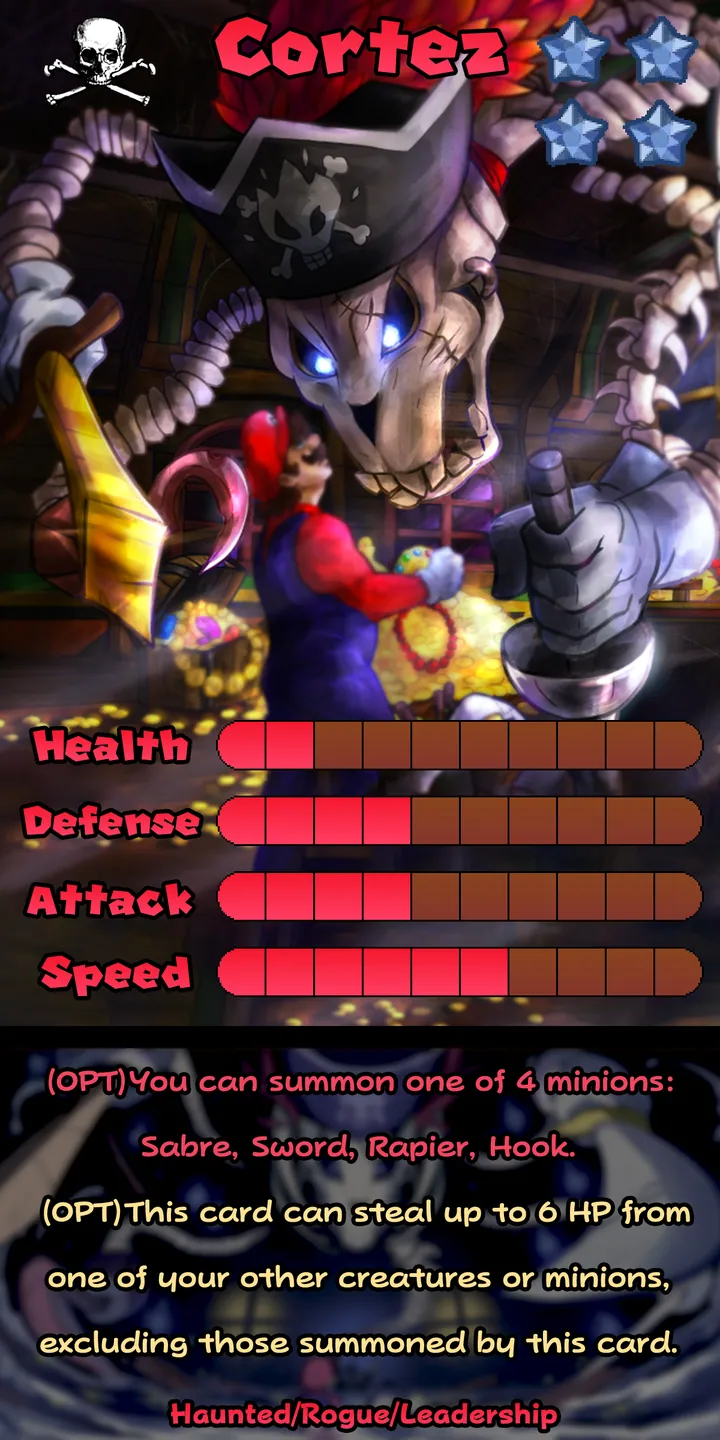 Cortez
Health
Defense
Attack
Speed
(OPT)You can summon one of 4 minions:
Sabre, Sword, Rapier, Hook.
(OPT)This card can steal up to 6 HP from
one of your other creatures or minions,
excluding those summoned by this card.
Haunted/Rogue/Leadership